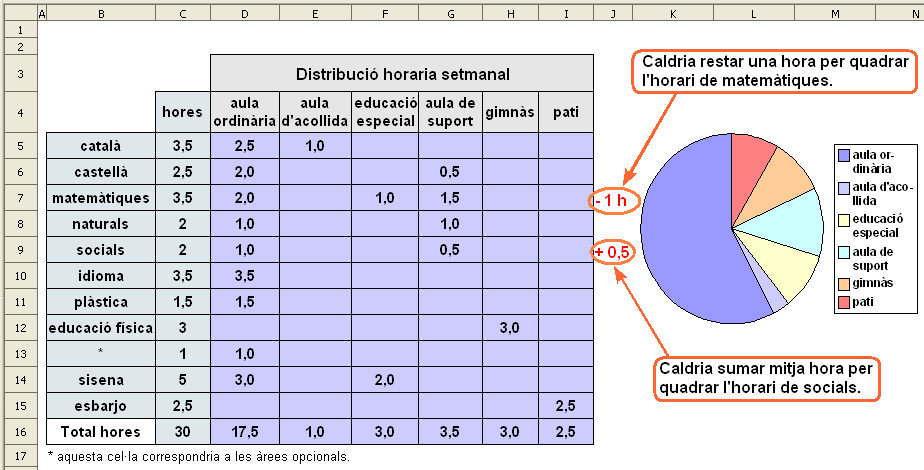 A B C D E F G H I J K L M N
1
2
3 Distribució horaria setmanal
4 hores aula ordinària aula d'acollida educació especial aula de suport gimnàs pati
5 català 3,5 2,5 1,0
6 castellà 2,5 2,0 0,5
7 matemàtiques 3,5 2,0 1,0 1,5 - 1 h
8 naturals 2 1,0 1,0
9 socials 2 1,0 0,5 + 0,5
10 idioma 3,5 3,5
11 plàstica 1,5 1,5
12 educació física 3 3,0
13 * 1 1,0
14 sisena 5 3,0 2,0
15 esbarjo 2,5 2,5
16 Total hores 30 17,5 1,0 3,0 3,5 3,0 2,5
17 * aquesta cel·la correspondria a les àrees opcionals.
Caldria restar una hora per quadrar
l'horari de matemàtiques.
aula or-
dinària
aula d'aco-
llida
educació
especial
aula de
suport
gimnàs
pati
Caldria sumar mitja hora per
quadrar l'horari de socials.